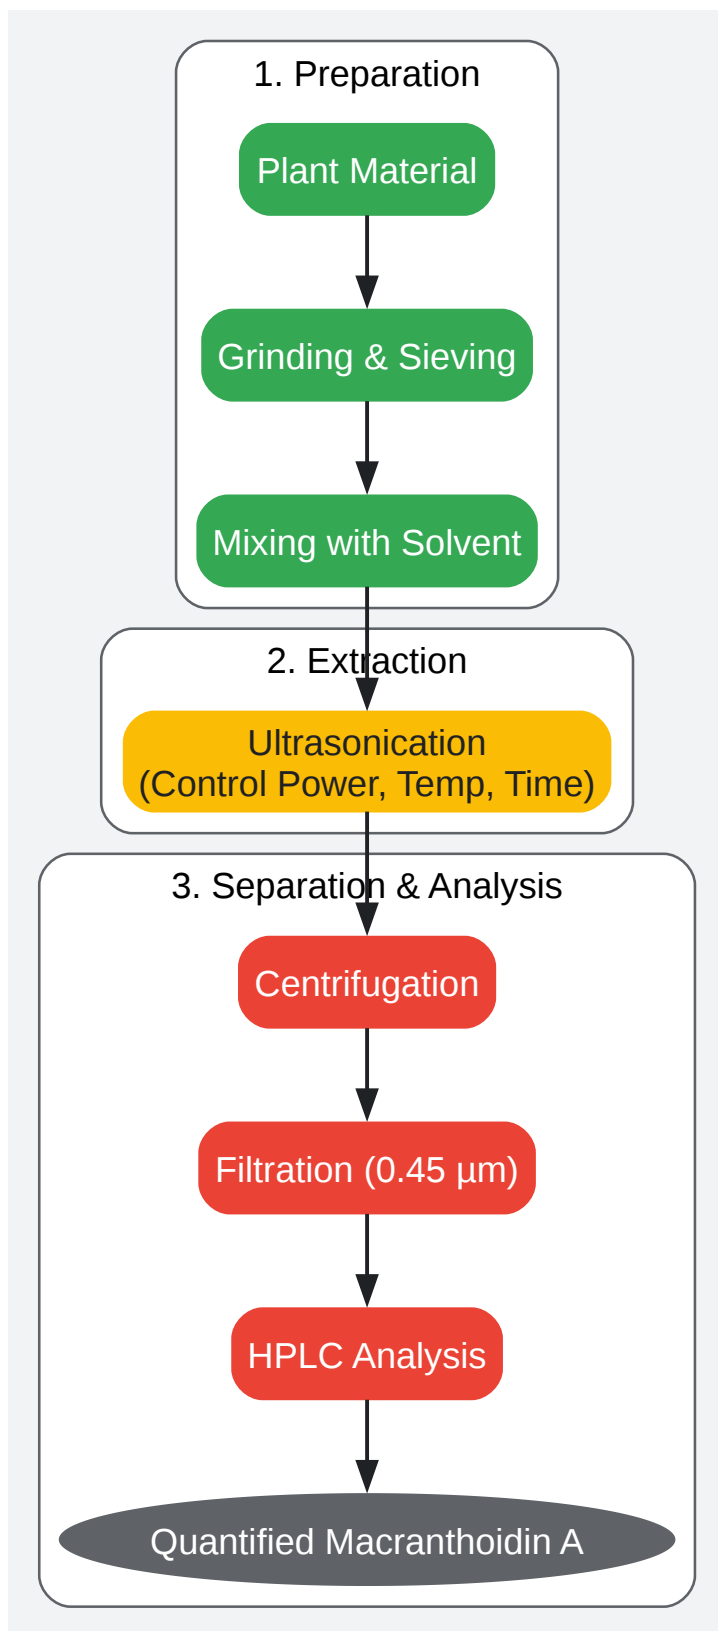 1. Preparation
Plant Material
Grinding & Sieving
Mixing with Solvent
2. Extraction
Ultrasonication
(Control Power, Temp, Time)
3. Separation & Analysis
Centrifugation
Filtration (0.45 µm)
HPLC Analysis
Quantified Macranthoidin A